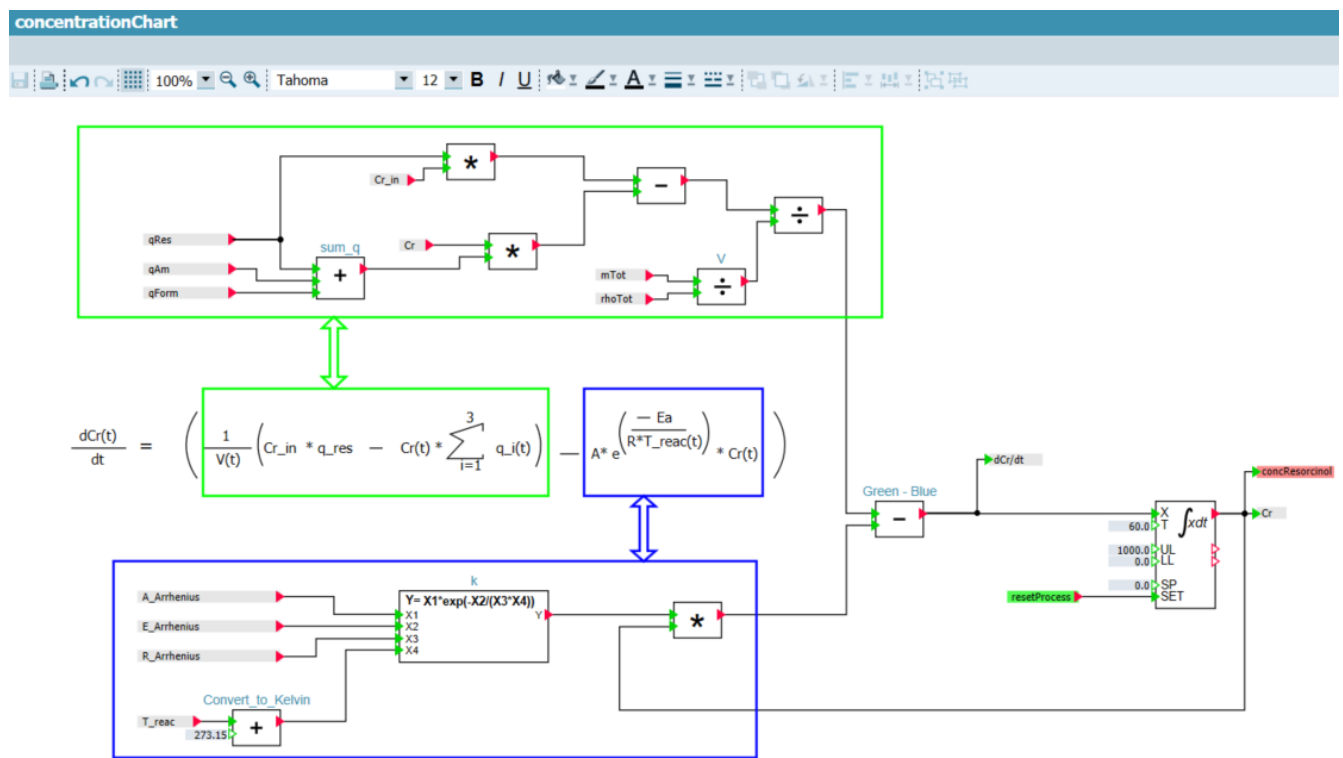 concentrationChart
100% Tahoma 12 B I U
*
Cr_in
-
÷
qRes
sum_q
Cr
*
V
qAm
+
mTot
÷
qForm
rhoTot
dCr(t)
dt
=
1
V(t)
Cr_in * q_res - Cr(t) *
3
∑
i=1
q_i(t)
—
A* e
— Ea
R*T_reac(t)
* Cr(t)
dCr/dt
concResorcinol
Green - Blue
-
X
T
∫xdt
Cr
60.0
1000.0 UL
0.0 LL
0.0 SP
resetProcess SET
k
Y= X1*exp(-X2/(X3*X4))
A_Arrhenius
X1
Y
*
E_Arrhenius
X2
R_Arrhenius
X3
X4
Convert_to_Kelvin
T_reac
+
273.15